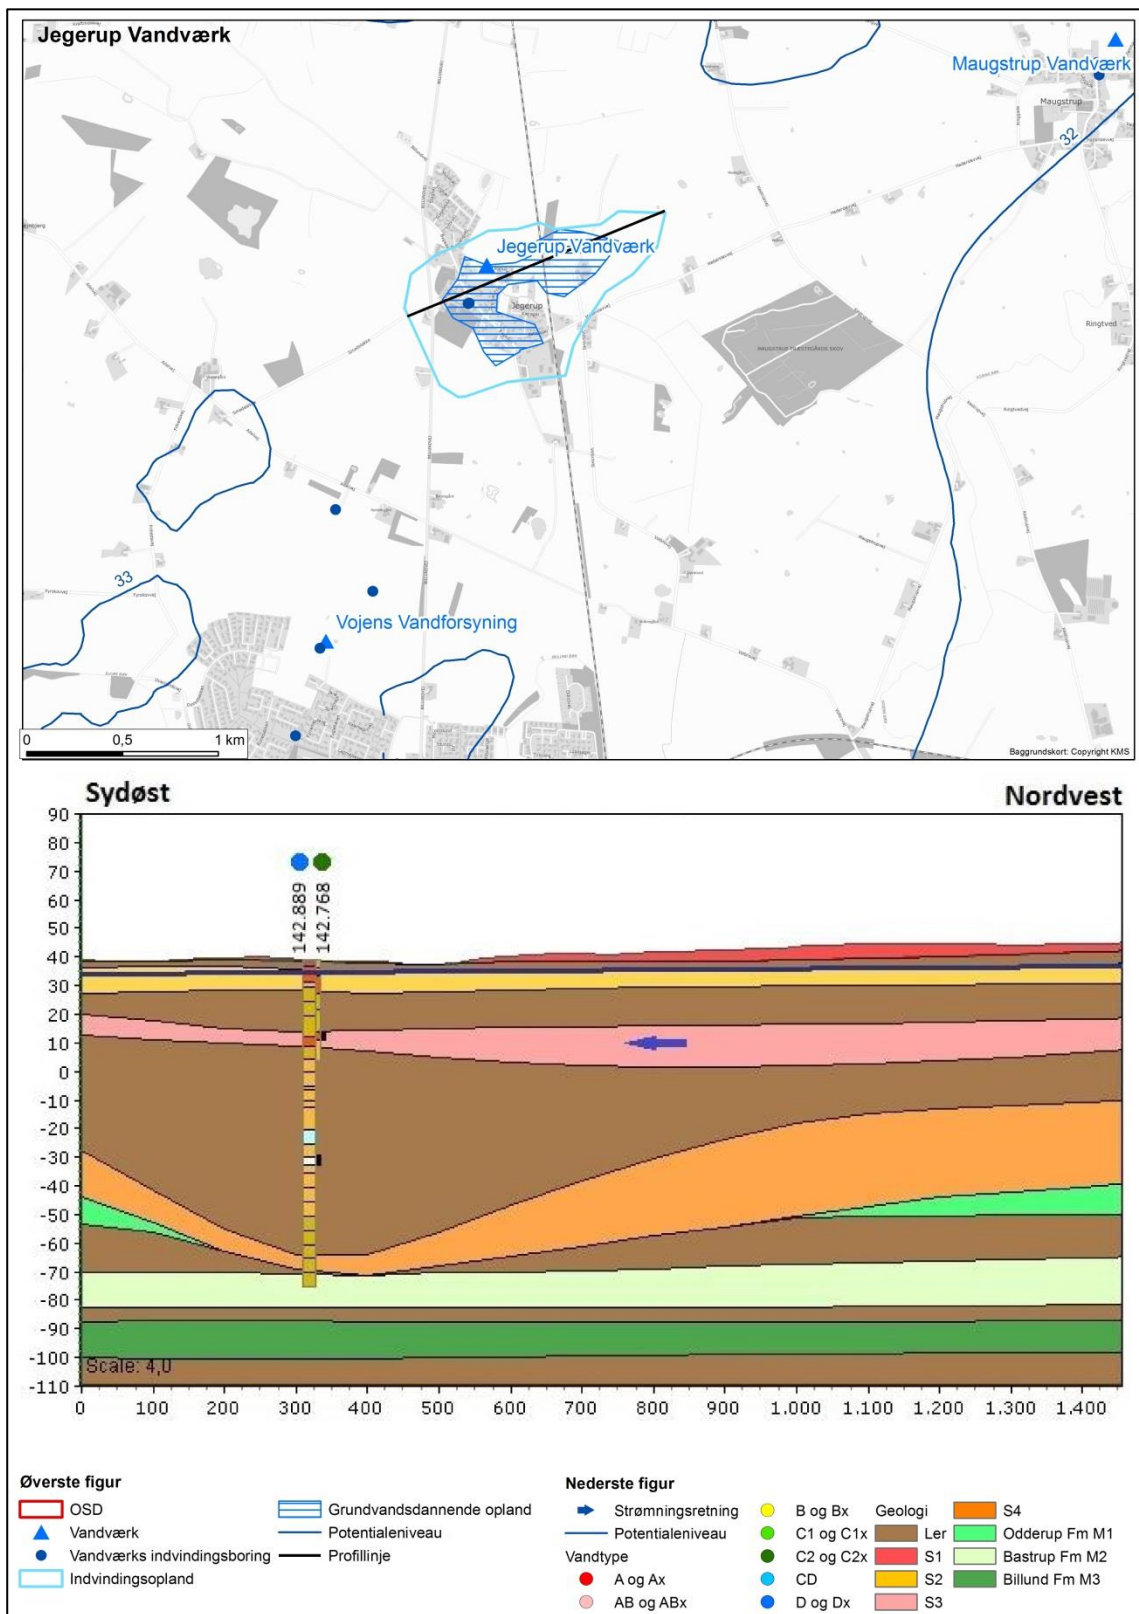 Jegerup Vandværk
Maugstrup Vandværk
Maugstrup
32
Jegerup Vandværk
Jegerup
Ringtved
MAUGSTRUP PRÆSTEGÅRDS SKOV
33
Vojens Vandforsyning
0 0,5 1 km
Baggrundskort: Copyright KMS
Sydøst
Nordvest
90
80
70
60
50
40
30
20
10
0
-10
-20
-30
-40
-50
-60
-70
-80
-90
-100
-110
142.889
142.768
Scale: 4,0
0 100 200 300 400 500 600 700 800 900 1.000 1.100 1.200 1.300 1.400
Øverste figur
OSD
Vandværk
Vandværks indvindingsboring
Indvindingsopland
Grundvandsdannende opland
Potentialeniveau
Profillinje
Nederste figur
Strømningsretning
Potentialeniveau
Vandtype
A og Ax
AB og ABx
B og Bx
C1 og C1x
C2 og C2x
CD
D og Dx
Geologi
Ler
S1
S2
S3
S4
Odderup Fm M1
Bastrup Fm M2
Billund Fm M3